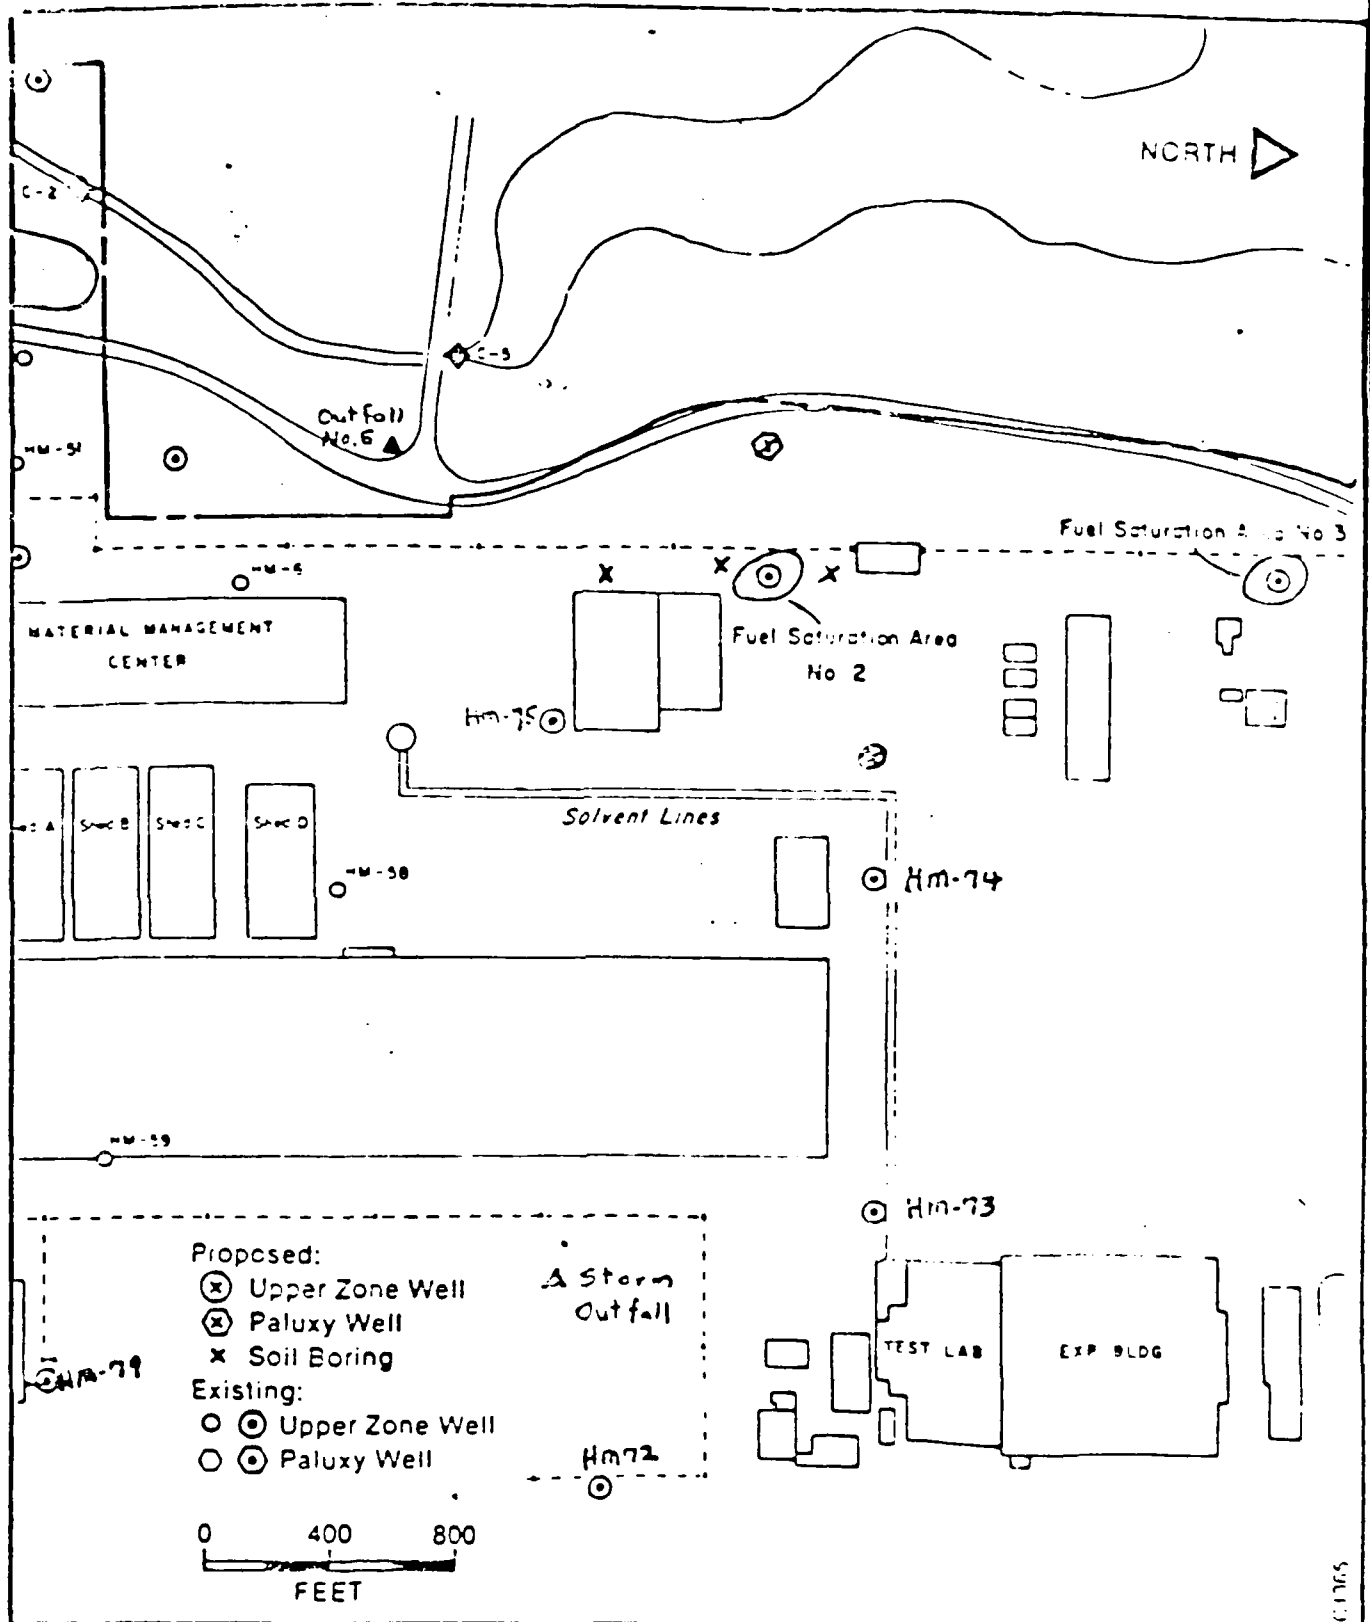 NORTH
C-2
C-5
Outfall
No.6
HM-51
Fuel Saturation Area No 3
HM-6
MATERIAL MANAGEMENT
CENTER
Fuel Saturation Area
No 2
Hm-75
Solvent Lines
Shed B
Shed C
Shed D
HM-58
Hm-74
HM-59
Hm-73
Proposed:
Upper Zone Well
Paluxy Well
x Soil Boring
Existing:
Upper Zone Well
Paluxy Well
Storm
Outfall
HM-79
Hm72
TEST LAB
EXP BLDG
0 400 800
FEET